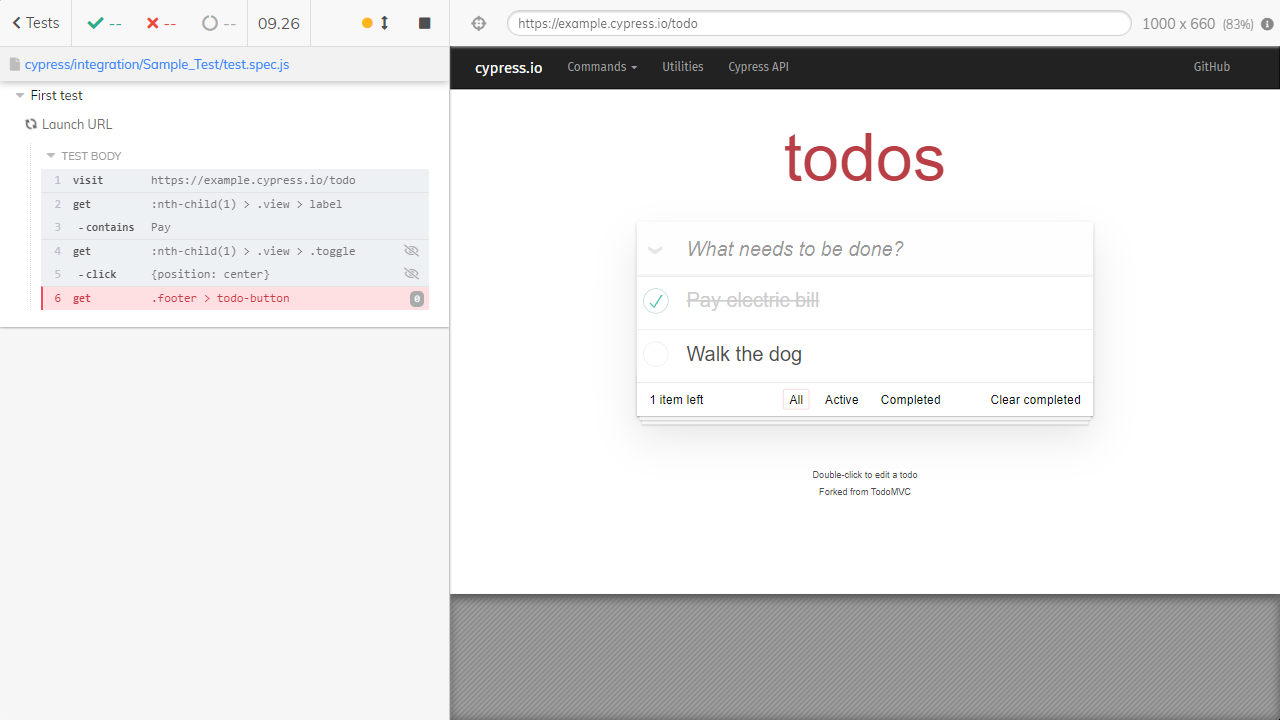 Tests -- -- -- 09.26
https://example.cypress.io/todo 1000 x 660 (83%)
cypress/integration/Sample_Test/test.spec.js
First test
Launch URL
TEST BODY
1 visit https://example.cypress.io/todo
2 get :nth-child(1) > .view > label
3 - contains Pay
4 get :nth-child(1) > .view > .toggle
5 - click {position: center}
6 get .footer > todo-button 0
cypress.io Commands Utilities Cypress API GitHub
todos
What needs to be done?
Pay electric bill
Walk the dog
1 item left All Active Completed Clear completed
Double-click to edit a todo
Forked from TodoMVC